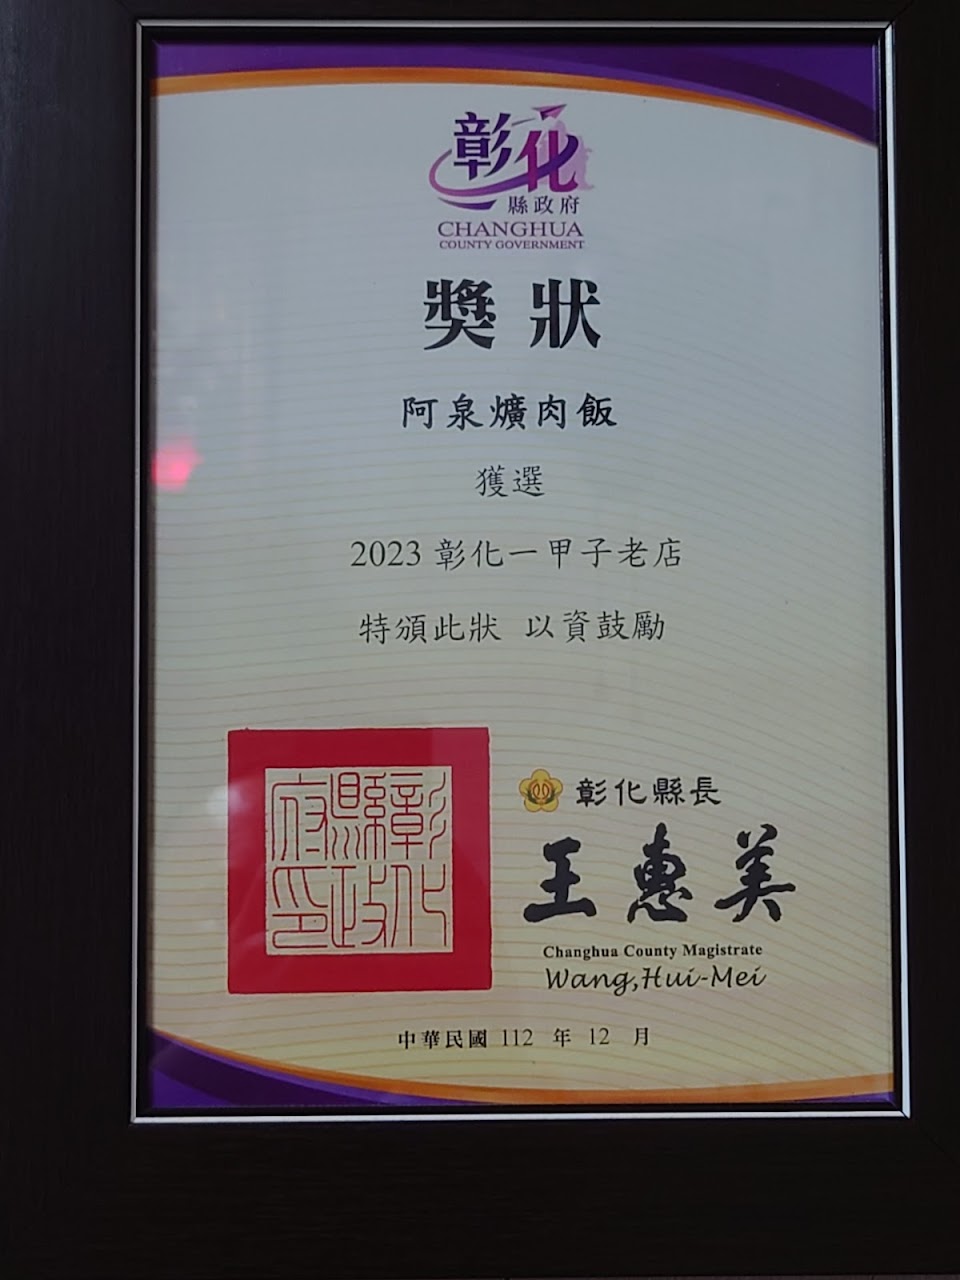 彰化
縣政府
CHANGHUA
COUNTY GOVERNMENT
獎狀
阿泉爌肉飯
獲選
2023 彰化一甲子老店
特頒此狀 以資鼓勵
彰化縣政府印
彰化縣長
王惠美
Changhua County Magistrate
Wang, Hui-Mei
中華民國 112 年 12 月